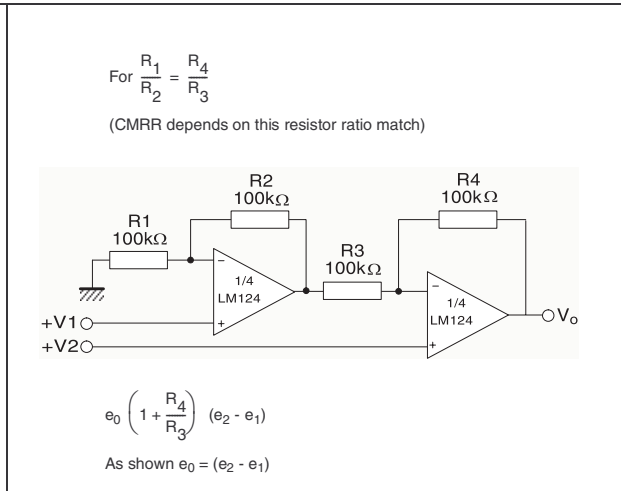 For R1/R2 = R4/R3
(CMRR depends on this resistor ratio match)
R2
100kΩ
R4
100kΩ
R1
100kΩ
R3
100kΩ
1/4
LM124
1/4
LM124
+V1
+V2
Vo
e0 (1 + R4/R3) (e2 - e1)
As shown e0 = (e2 - e1)